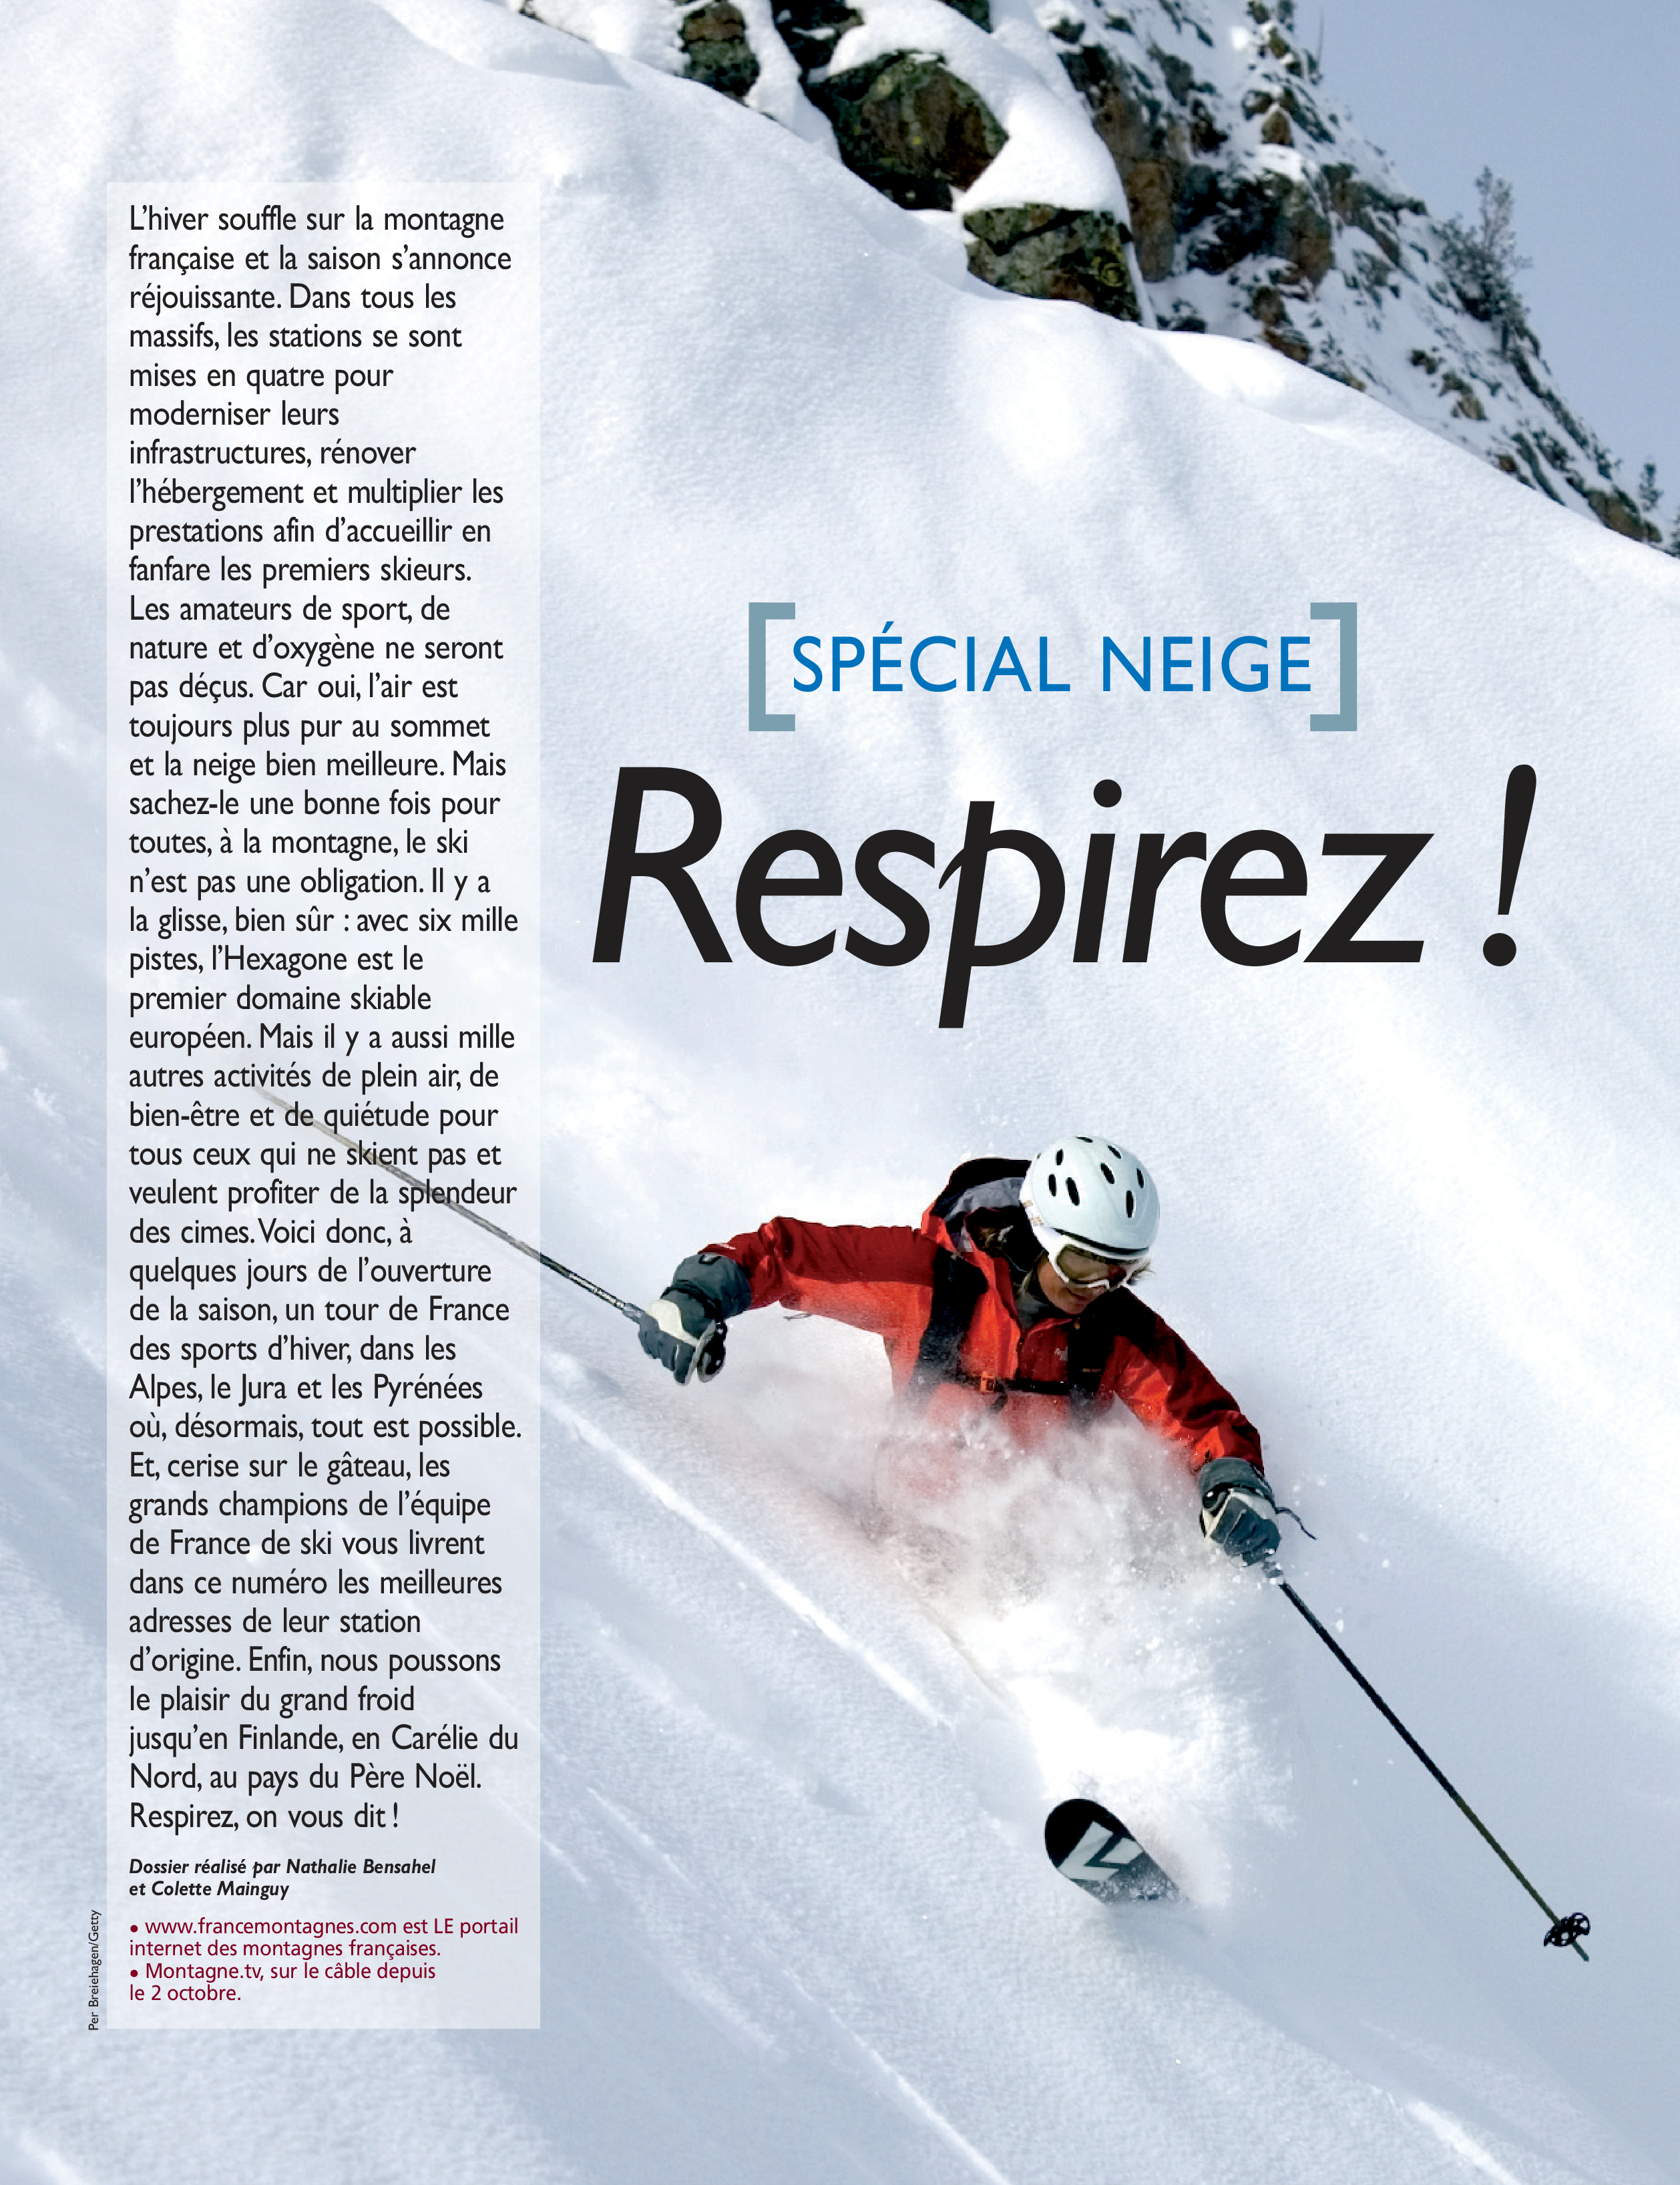 L’hiver souffle sur la montagne
française et la saison s’annonce
réjouissante. Dans tous les
massifs, les stations se sont
mises en quatre pour
moderniser leurs
infrastructures, rénover
l’hébergement et multiplier les
prestations afin d’accueillir en
fanfare les premiers skieurs.
Les amateurs de sport, de
nature et d’oxygène ne seront
pas déçus. Car oui, l’air est
toujours plus pur au sommet
et la neige bien meilleure. Mais
sachez-le une bonne fois pour
toutes, à la montagne, le ski
n’est pas une obligation. Il y a
la glisse, bien sûr : avec six mille
pistes, l’Hexagone est le
premier domaine skiable
européen. Mais il y a aussi mille
autres activités de plein air, de
bien-être et de quiétude pour
tous ceux qui ne skient pas et
veulent profiter de la splendeur
des cimes. Voici donc, à
quelques jours de l’ouverture
de la saison, un tour de France
des sports d’hiver, dans les
Alpes, le Jura et les Pyrénées
où, désormais, tout est possible.
Et, cerise sur le gâteau, les
grands champions de l’équipe
de France de ski vous livrent
dans ce numéro les meilleures
adresses de leur station
d’origine. Enfin, nous poussons
le plaisir du grand froid
jusqu’en Finlande, en Carélie du
Nord, au pays du Père Noël.
Respirez, on vous dit !
Dossier réalisé par Nathalie Bensahel
et Colette Mainguy
• www.francemontagnes.com est LE portail
internet des montagnes françaises.
• Montagne.tv, sur le câble depuis
le 2 octobre.
Per Breiehagen/Getty
[SPÉCIAL NEIGE]
Respirez !